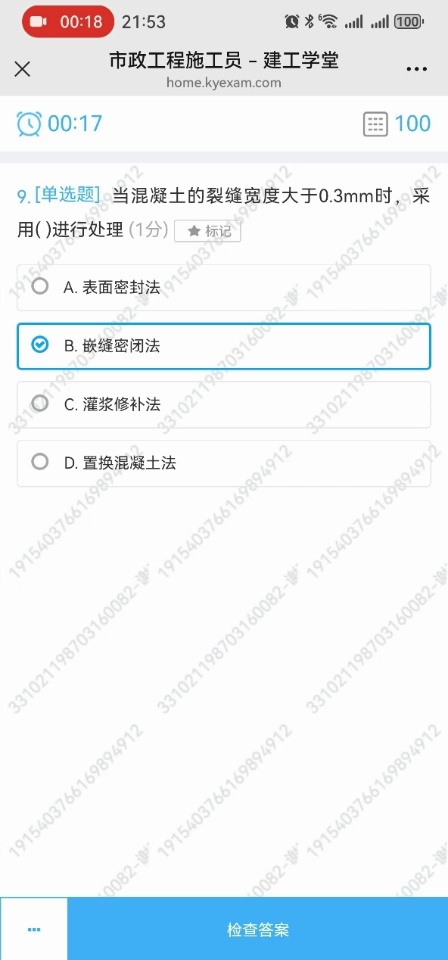 00:18 21:53 100
市政工程施工员 – 建工学堂
home.kyexam.com
00:17 100
9.[单选题] 当混凝土的裂缝宽度大于0.3mm时，采
用( )进行处理 (1分) ★ 标记
A. 表面密封法
B. 嵌缝密闭法
C. 灌浆修补法
D. 置换混凝土法
1915403766169894912
331021198703160082-谢
检查答案